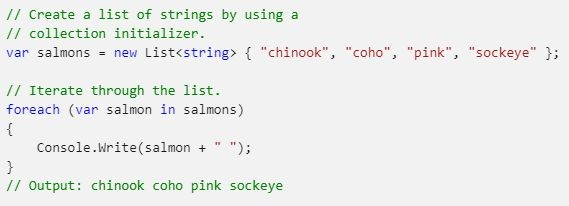 // Create a list of strings by using a
// collection initializer.
var salmons = new List<string> { "chinook", "coho", "pink", "sockeye" };

// Iterate through the list.
foreach (var salmon in salmons)
{
    Console.Write(salmon + " ");
}
// Output: chinook coho pink sockeye